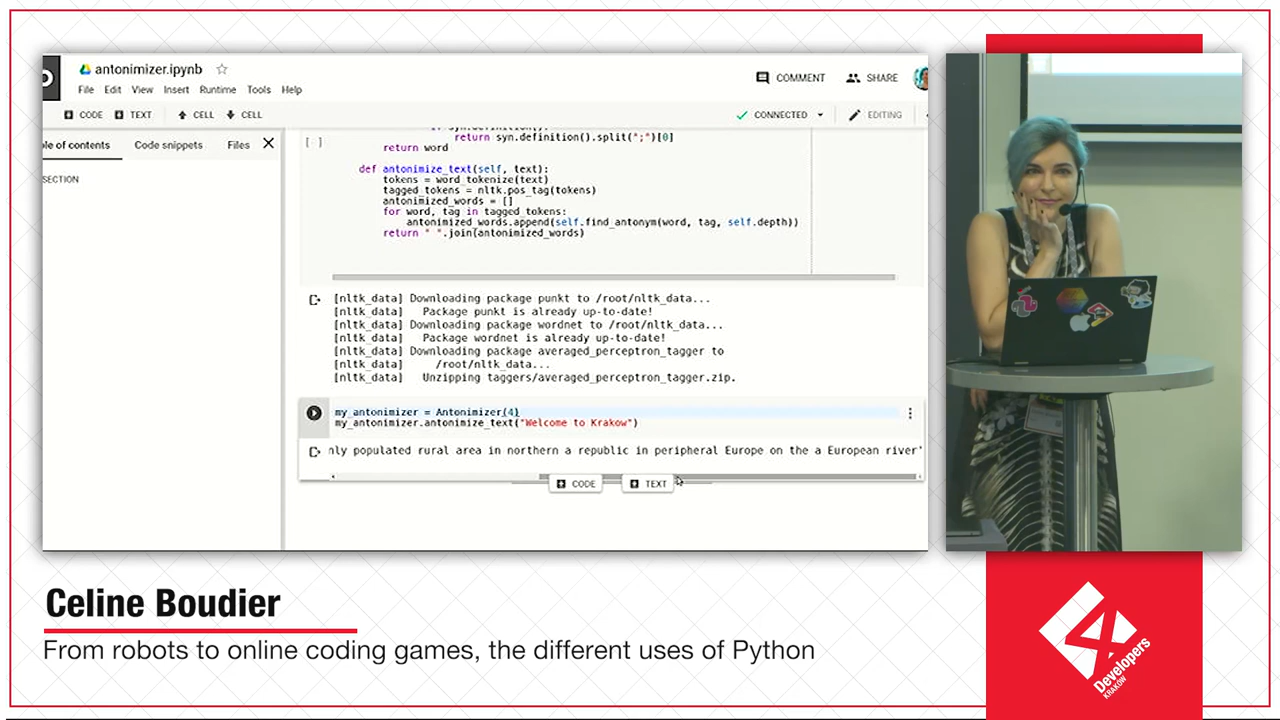 antonimizer.ipynb
File Edit View Insert Runtime Tools Help
COMMENT
SHARE
CODE TEXT CELL CELL
CONNECTED
EDITING
le of contents
Code snippets
Files
SECTION
[ ]
return syn.definition().split(";")[0]
return word
def antonimize_text(self, text):
tokens = word_tokenize(text)
tagged_tokens = nltk.pos_tag(tokens)
antonimized_words = []
for word, tag in tagged_tokens:
antonimized_words.append(self.find_antonym(word, tag, self.depth))
return " ".join(antonimized_words)
[nltk_data] Downloading package punkt to /root/nltk_data...
[nltk_data] Package punkt is already up-to-date!
[nltk_data] Downloading package wordnet to /root/nltk_data...
[nltk_data] Package wordnet is already up-to-date!
[nltk_data] Downloading package averaged_perceptron_tagger to
[nltk_data] /root/nltk_data...
[nltk_data] Unzipping taggers/averaged_perceptron_tagger.zip.
my_antonimizer = Antonimizer(4)
my_antonimizer.antonimize_text("Welcome to Krakow")
nly populated rural area in northern a republic in peripheral Europe on the a European river'
CODE
TEXT
Celine Boudier
From robots to online coding games, the different uses of Python
Developers
KRAKOW